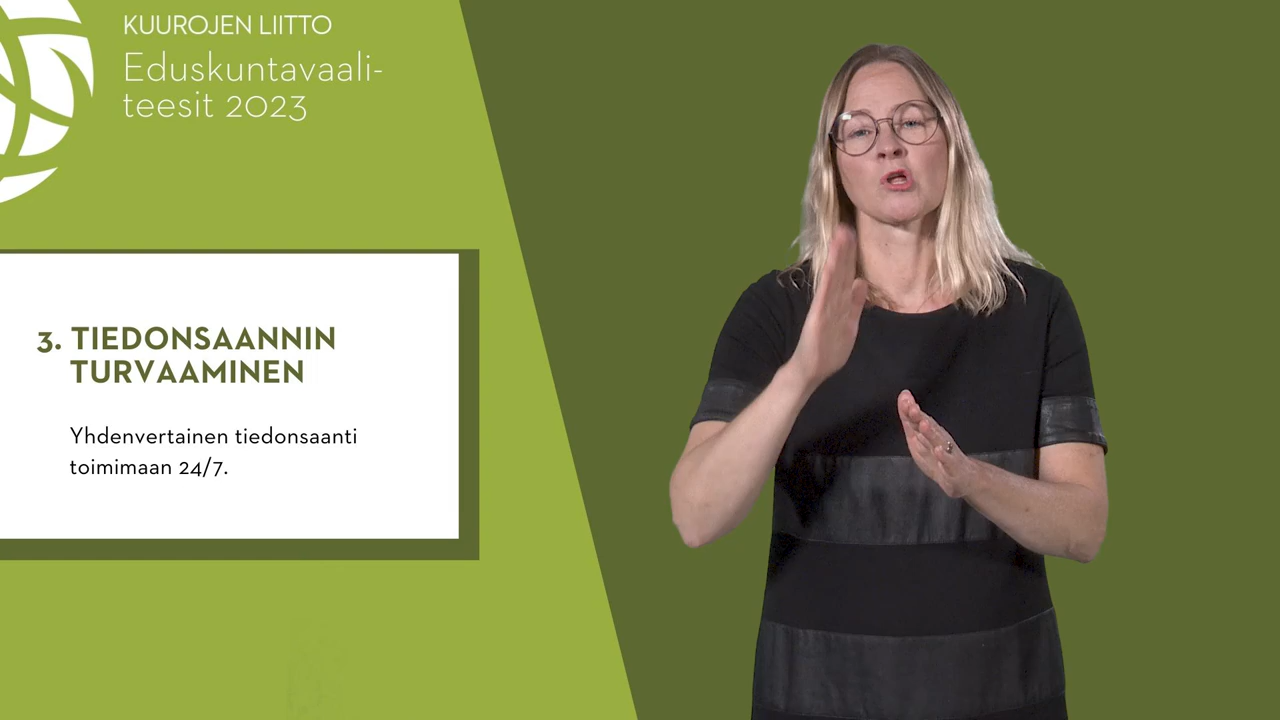 KUUROJEN LIITTO
Eduskuntavaali-
teesit 2023
3. TIEDONSAANNIN
TURVAAMINEN
Yhdenvertainen tiedonsaanti
toimimaan 24/7.